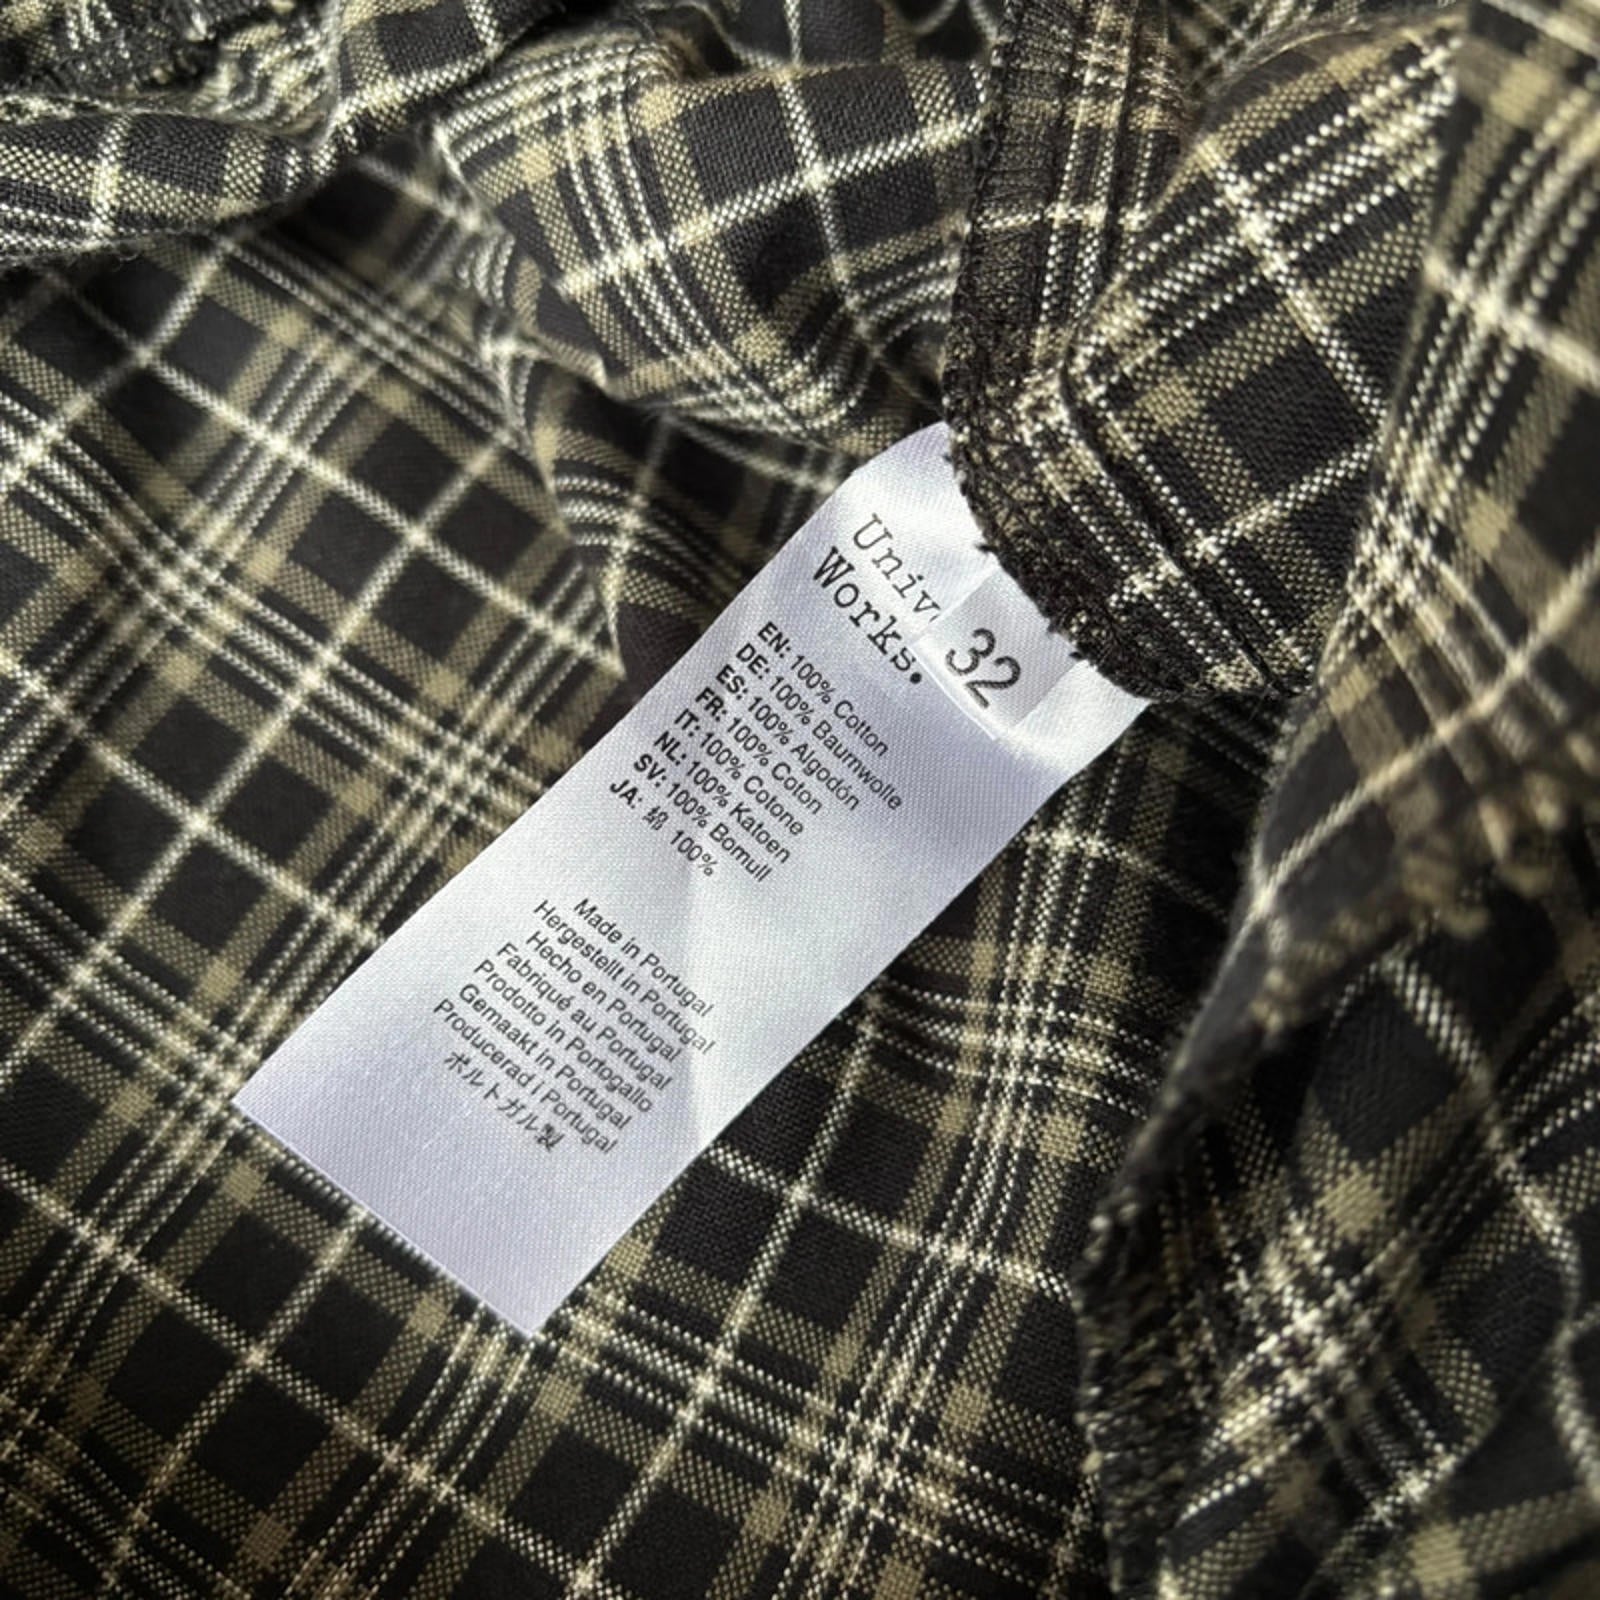 Univ
Works.
32
EN: 100% Cotton
DE: 100% Baumwolle
ES: 100% Algodón
FR: 100% Coton
IT: 100% Cotone
NL: 100% Katoen
SV: 100% Bomull
JA: 綿 100%
Made in Portugal
Hergestellt in Portugal
Hecho en Portugal
Fabriqué au Portugal
Prodotto in Portogallo
Gemaakt in Portugal
Producerad i Portugal
ポルトガル製